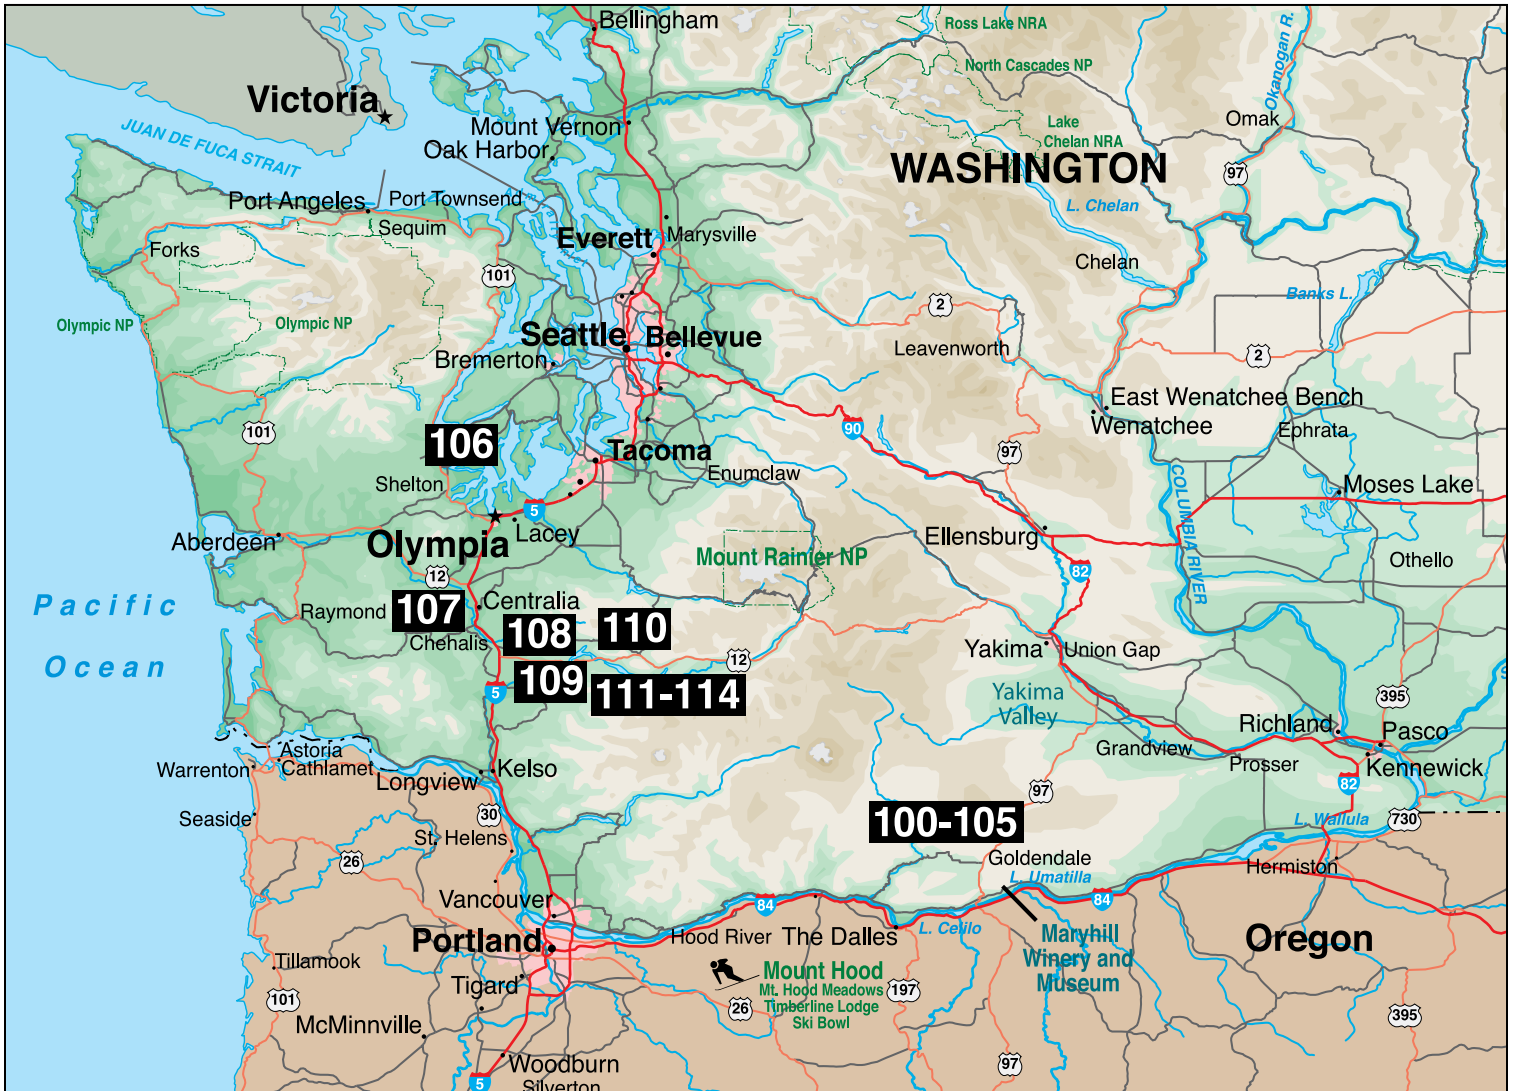 Bellingham
Ross Lake NRA
Okanogan R.
North Cascades NP
Victoria
Mount Vernon
Omak
JUAN DE FUCA STRAIT
Oak Harbor
Lake
Chelan NRA
WASHINGTON
97
Port Angeles
Port Townsend
L. Chelan
Sequim
Everett
Marysville
Forks
101
Chelan
2
Banks L.
Olympic NP
Olympic NP
Seattle
Bellevue
Leavenworth
2
Bremerton
East Wenatchee Bench
Wenatchee
101
90
Ephrata
106
Tacoma
97
Shelton
Enumclaw
COLUMBIA RIVER
Moses Lake
5
Aberdeen
Olympia
Lacey
Ellensburg
Mount Rainier NP
Othello
12
82
Pacific
Ocean
Raymond
107
Centralia
Chehalis
108
110
12
Yakima
Union Gap
109
111-114
5
Yakima
Valley
395
S
Richland
Pasco
Astoria
Grandview
Warrenton
Cathlamet
Longview
Kelso
Prosser
Kennewick
82
97
Seaside
30
100-105
L. Wallula
730
St. Helens
26
Goldendale
L. Umatilla
Hermiston
Vancouver
84
84
Portland
Hood River
The Dalles
L. Celilo
Maryhill
Winery and
Museum
Oregon
Tillamook
Mount Hood
Mt. Hood Meadows
Timberline Lodge
Ski Bowl
Tigard
197
101
26
McMinnville
395
Woodburn
97
5
Silverton